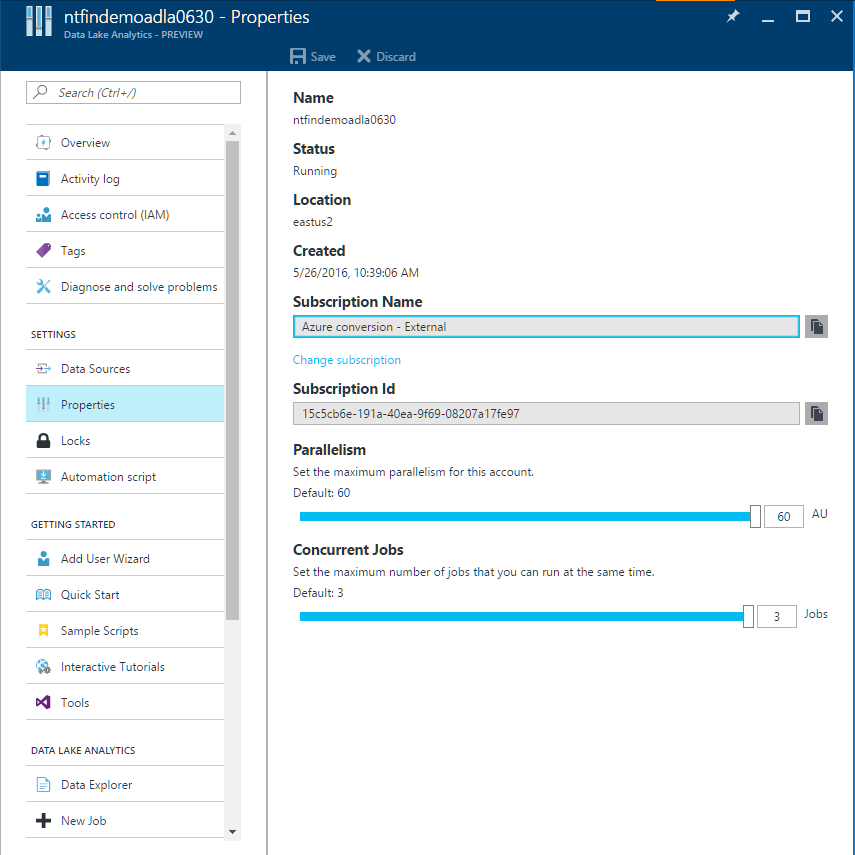 ntfindemoadla0630 - Properties
Data Lake Analytics - PREVIEW
Save
Discard
Search (Ctrl+/)
Overview
Activity log
Access control (IAM)
Tags
Diagnose and solve problems
SETTINGS
Data Sources
Properties
Locks
Automation script
GETTING STARTED
Add User Wizard
Quick Start
Sample Scripts
Interactive Tutorials
Tools
DATA LAKE ANALYTICS
Data Explorer
New Job
Name
ntfindemoadla0630
Status
Running
Location
eastus2
Created
5/26/2016, 10:39:06 AM
Subscription Name
Azure conversion - External
Change subscription
Subscription Id
15c5cb6e-191a-40ea-9f69-08207a17fe97
Parallelism
Set the maximum parallelism for this account.
Default: 60
60 AU
Concurrent Jobs
Set the maximum number of jobs that you can run at the same time.
Default: 3
3 Jobs